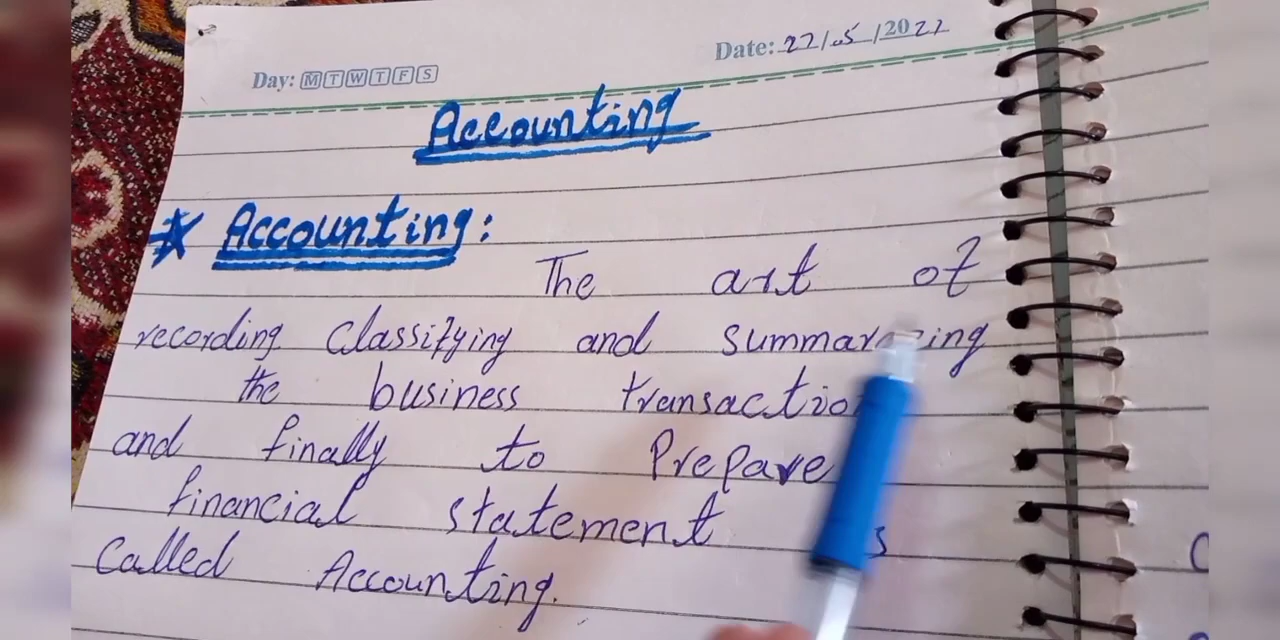 Date: 27/05/2022
Day: M T W T F S
Accounting
Accounting:
The art of
recording Classifying and
the business
and finally to Prepare
financial statement
Called Accounting.